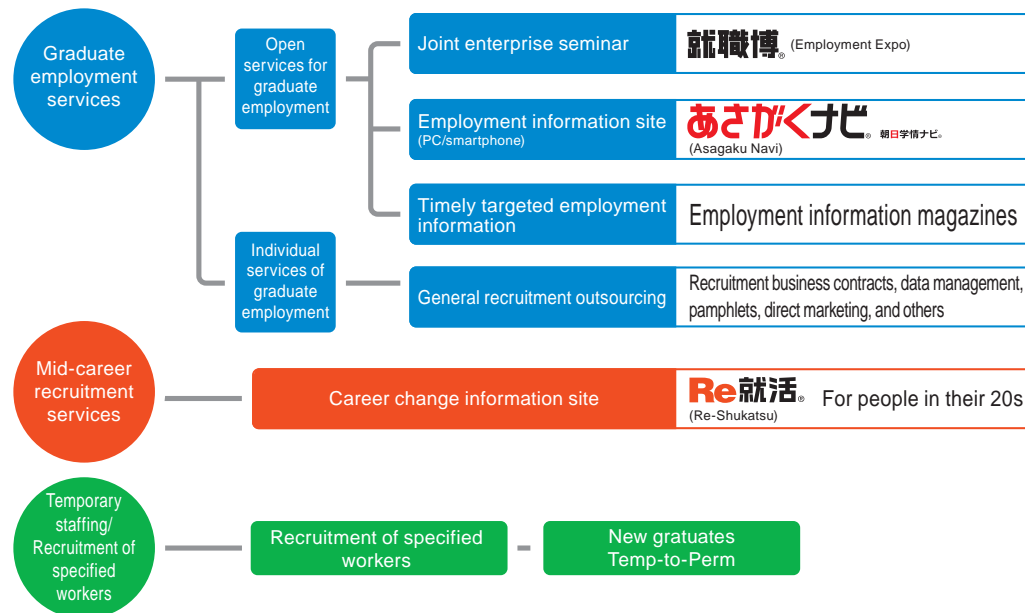 Graduate
employment
services
Open
services for
graduate
employment
Joint enterprise seminar
就職博® (Employment Expo)
Employment information site
(PC/smartphone)
あさがくナビ® 朝日学情ナビ®
(Asagaku Navi)
Timely targeted employment
information
Employment information magazines
Individual
services of
graduate
employment
General recruitment outsourcing
Recruitment business contracts, data management,
pamphlets, direct marketing, and others
Mid-career
recruitment
services
Career change information site
Re就活®
(Re-Shukatsu)
For people in their 20s
Temporary
staffing/
Recruitment of
specified
workers
Recruitment of specified
workers
New gratuates
Temp-to-Perm